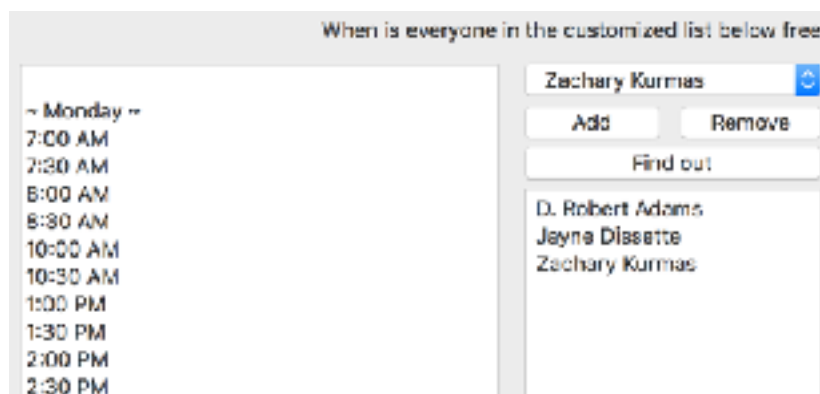 When is everyone in the customized list below free
~ Monday ~
7:00 AM
7:30 AM
8:00 AM
8:30 AM
10:00 AM
10:30 AM
1:00 PM
1:30 PM
2:00 PM
2:30 PM
Zachary Kurmas
Add Remove
Find out
D. Robert Adams
Jayne Dissette
Zachary Kurmas